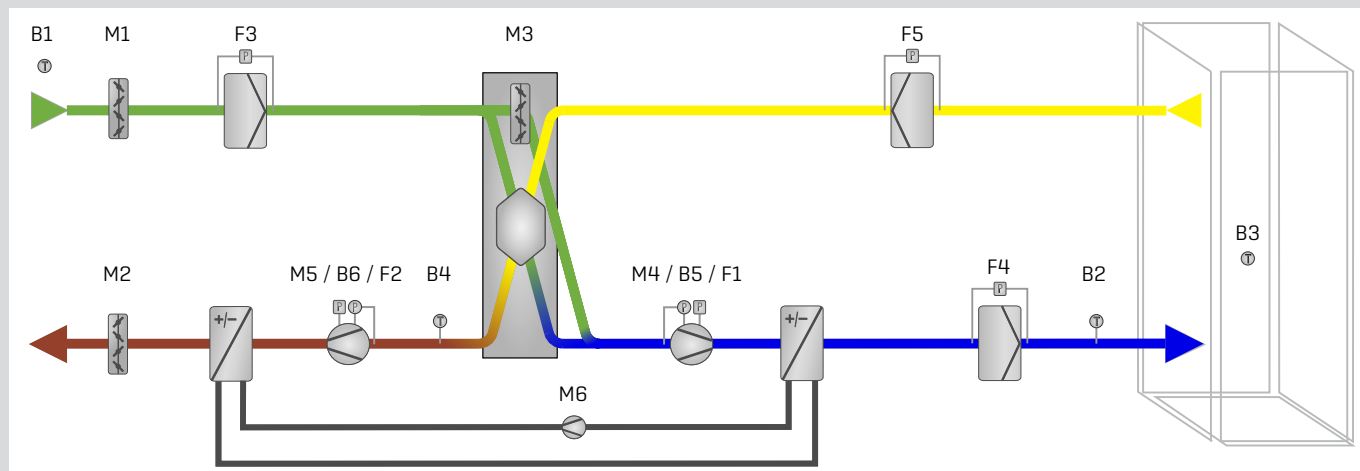 B1 M1 F3 M3 F5
P P
T
B3
T
M2 M5 / B6 / F2 B4 M4 / B5 / F1 F4 B2
P P P P P
+/- T +/- T
M6